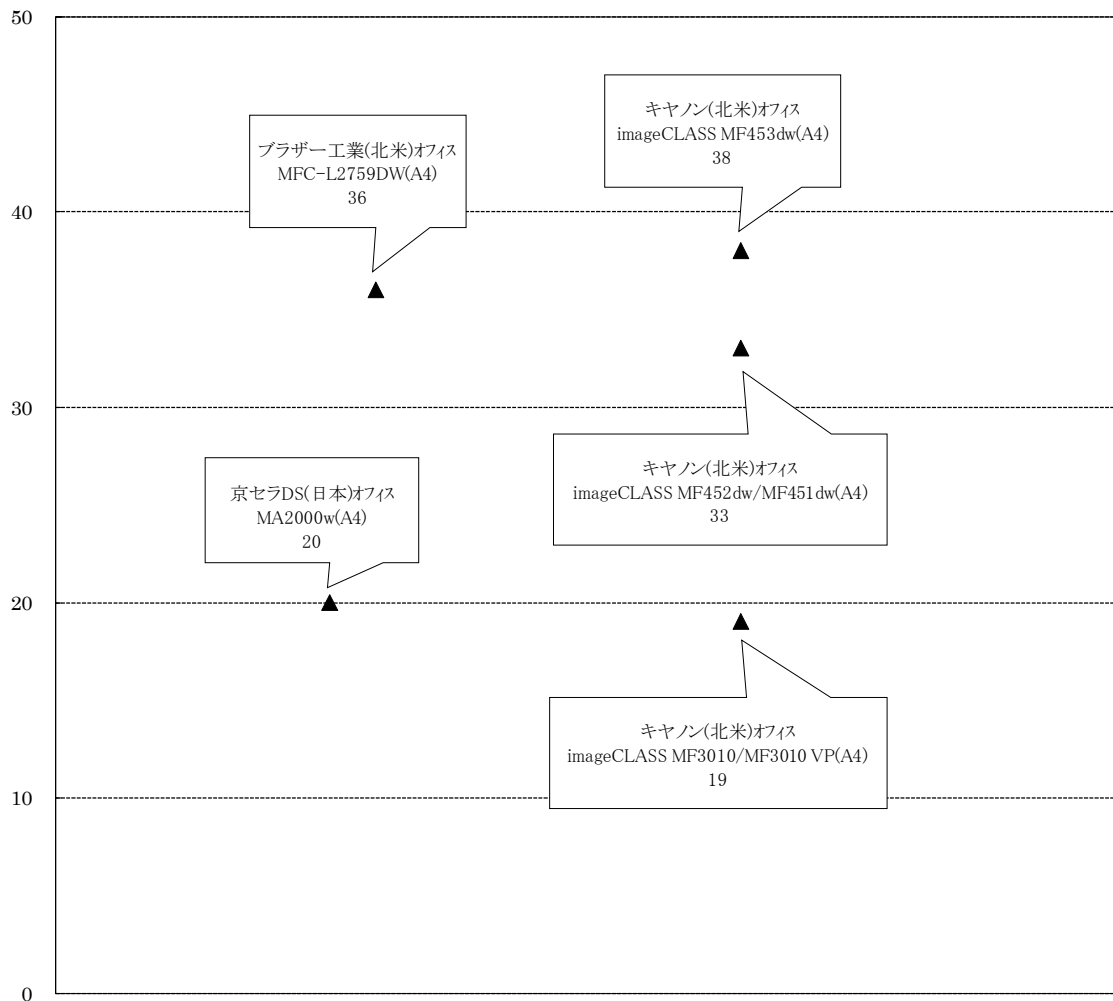 50
キヤノン(北米)オフィス
imageCLASS MF453dw(A4)
38
ブラザー工業(北米)オフィス
MFC-L2759DW(A4)
36
40
30
キヤノン(北米)オフィス
imageCLASS MF452dw/MF451dw(A4)
33
京セラDS(日本)オフィス
MA2000w(A4)
20
20
キヤノン(北米)オフィス
imageCLASS MF3010/MF3010 VP(A4)
19
10
0